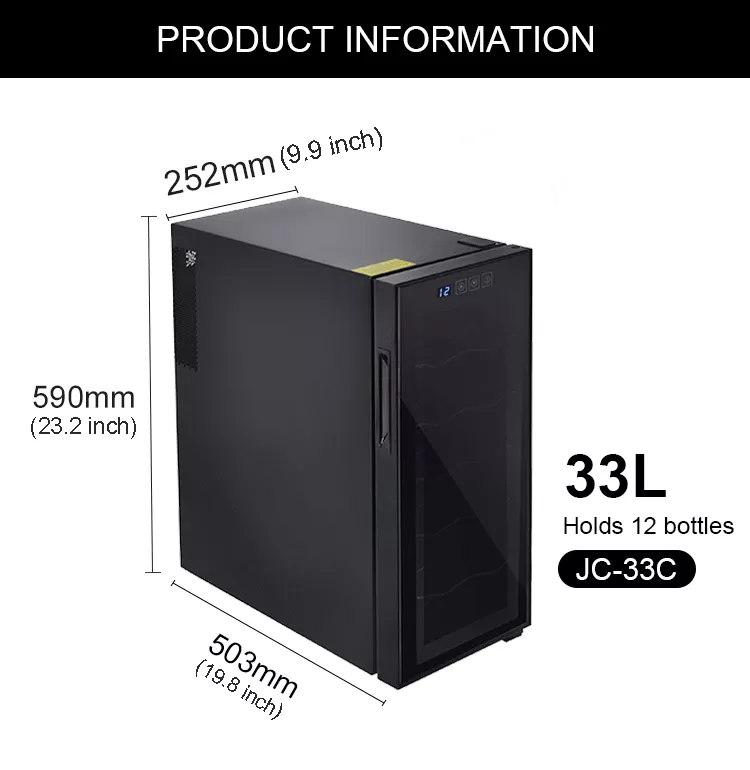 PRODUCT INFORMATION
252mm (9.9 inch)
12
590mm
(23.2 inch)
33L
Holds 12 bottles
JC-33C
503mm
(19.8 inch)